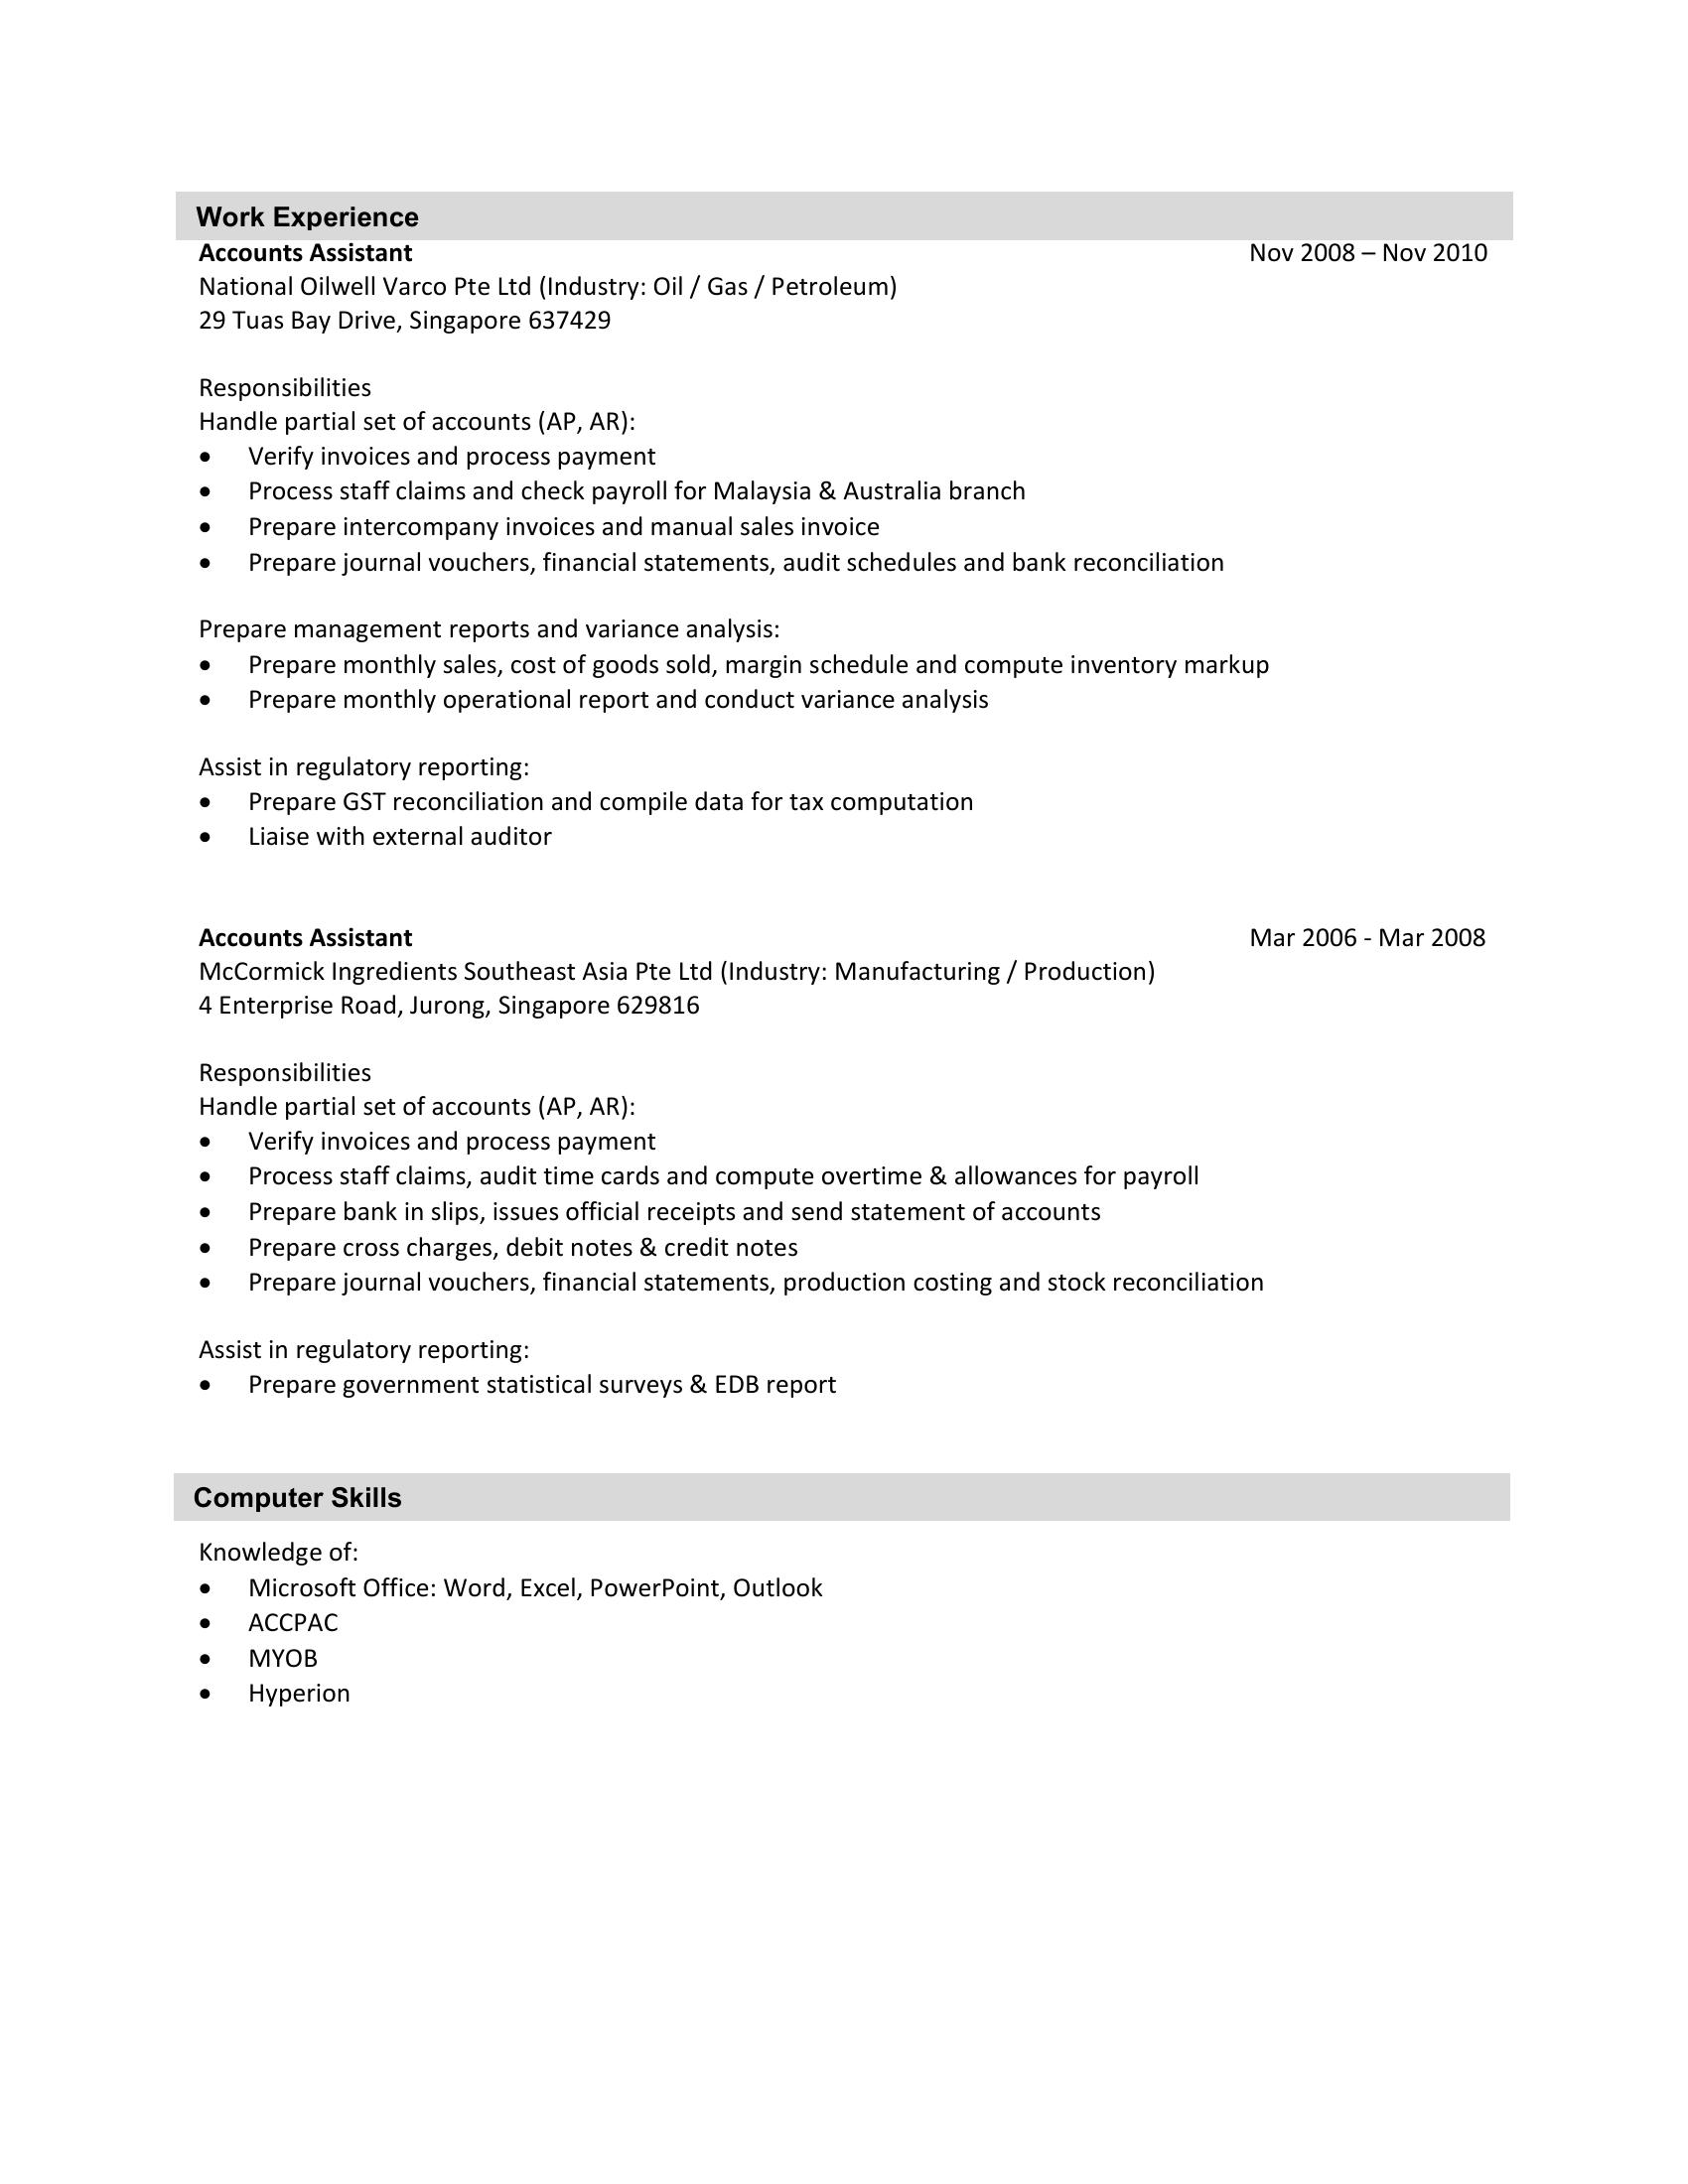 Work Experience
Accounts Assistant Nov 2008 – Nov 2010
National Oilwell Varco Pte Ltd (Industry: Oil / Gas / Petroleum)
29 Tuas Bay Drive, Singapore 637429
Responsibilities
Handle partial set of accounts (AP, AR):
• Verify invoices and process payment
• Process staff claims and check payroll for Malaysia & Australia branch
• Prepare intercompany invoices and manual sales invoice
• Prepare journal vouchers, financial statements, audit schedules and bank reconciliation
Prepare management reports and variance analysis:
• Prepare monthly sales, cost of goods sold, margin schedule and compute inventory markup
• Prepare monthly operational report and conduct variance analysis
Assist in regulatory reporting:
• Prepare GST reconciliation and compile data for tax computation
• Liaise with external auditor
Accounts Assistant Mar 2006 - Mar 2008
McCormick Ingredients Southeast Asia Pte Ltd (Industry: Manufacturing / Production)
4 Enterprise Road, Jurong, Singapore 629816
Responsibilities
Handle partial set of accounts (AP, AR):
• Verify invoices and process payment
• Process staff claims, audit time cards and compute overtime & allowances for payroll
• Prepare bank in slips, issues official receipts and send statement of accounts
• Prepare cross charges, debit notes & credit notes
• Prepare journal vouchers, financial statements, production costing and stock reconciliation
Assist in regulatory reporting:
• Prepare government statistical surveys & EDB report
Computer Skills
Knowledge of:
• Microsoft Office: Word, Excel, PowerPoint, Outlook
• ACCPAC
• MYOB
• Hyperion